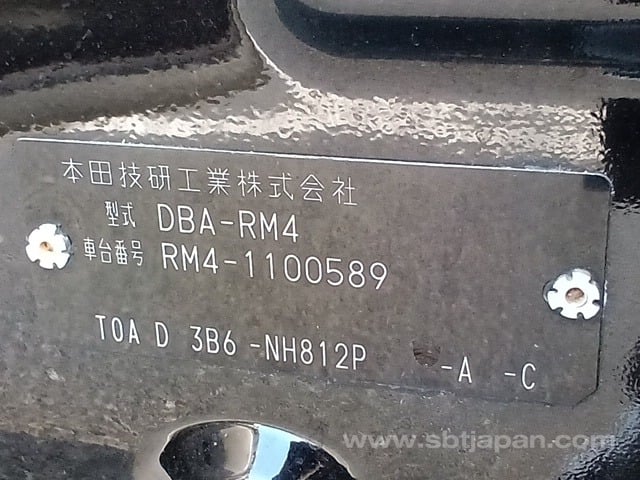 本田技研工業株式会社
型式 DBA-RM4
車台番号 RM4-1100589
TOA D 3B6 -NH812P -A -C
www.sbtjapan.com